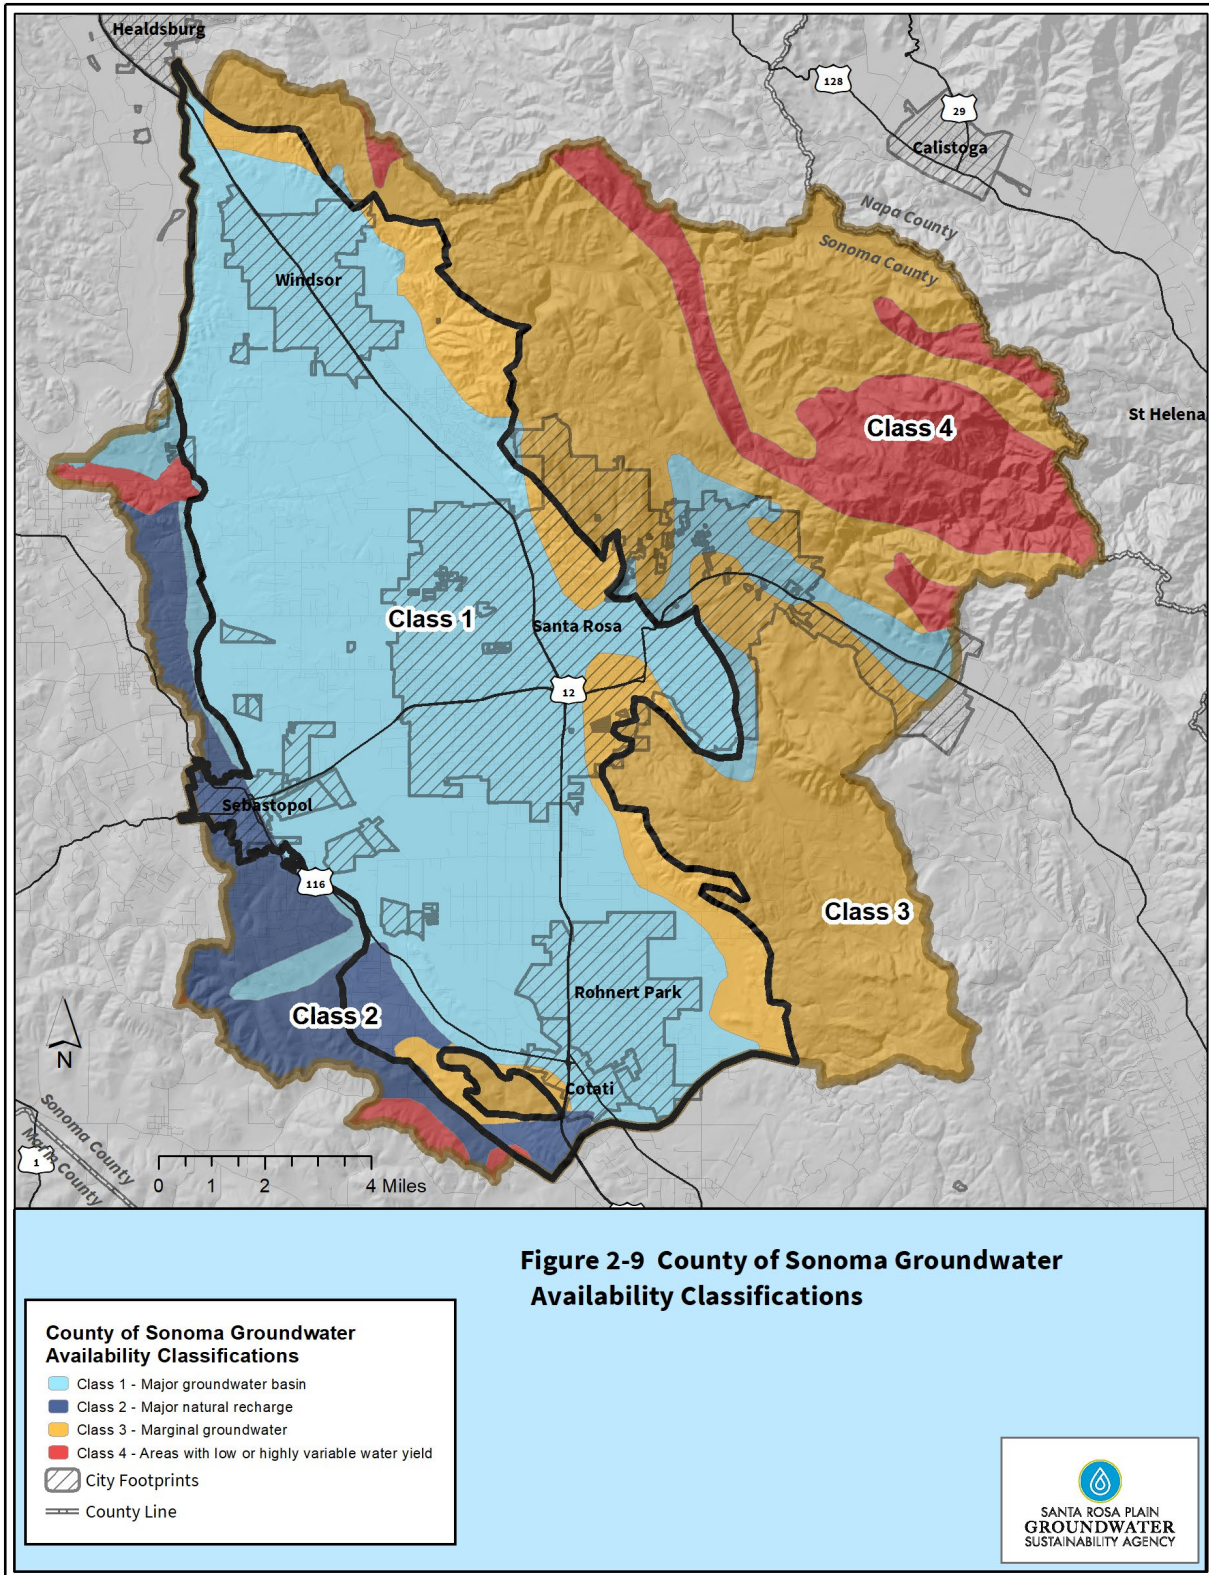 Healdsburg
128
29
Calistoga
Napa County
Sonoma County
Windsor
St Helena
Class 4
Class 1
Santa Rosa
12
Sebastopol
116
Class 3
Rohnert Park
Class 2
N
Cotati
Sonoma County
Marin County
1
0 1 2 4 Miles
Figure 2-9 County of Sonoma Groundwater
Availability Classifications
County of Sonoma Groundwater
Availability Classifications
Class 1 - Major groundwater basin
Class 2 - Major natural recharge
Class 3 - Marginal groundwater
Class 4 - Areas with low or highly variable water yield
City Footprints
County Line
SANTA ROSA PLAIN
GROUNDWATER
SUSTAINABILITY AGENCY